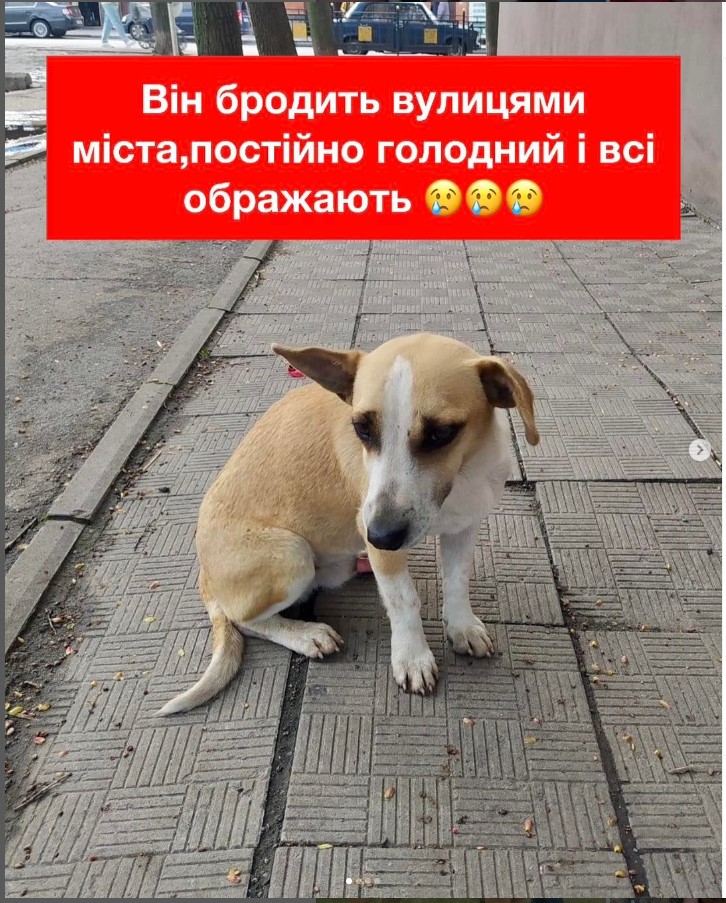 Він бродить вулицями
міста,постійно голодний і всі
ображають 😢😢😢